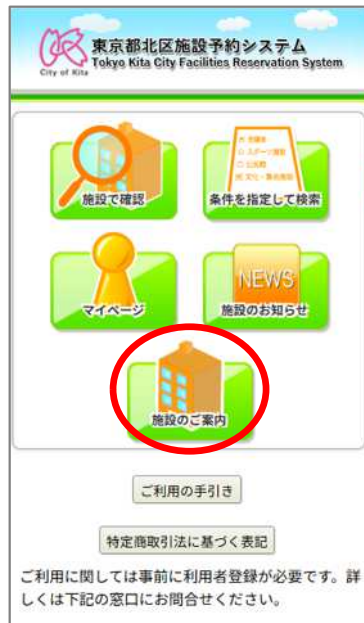 東京都北区施設予約システム
City of Kita
Tokyo Kita City Facilities Reservation System
施設で確認
条件を指定して検索
マイページ
NEWS
施設のお知らせ
施設のご案内
ご利用の手引き
特定商取引法に基づく表記
ご利用に関しては事前に利用者登録が必要です。詳
しくは下記の窓口にお問合せください。